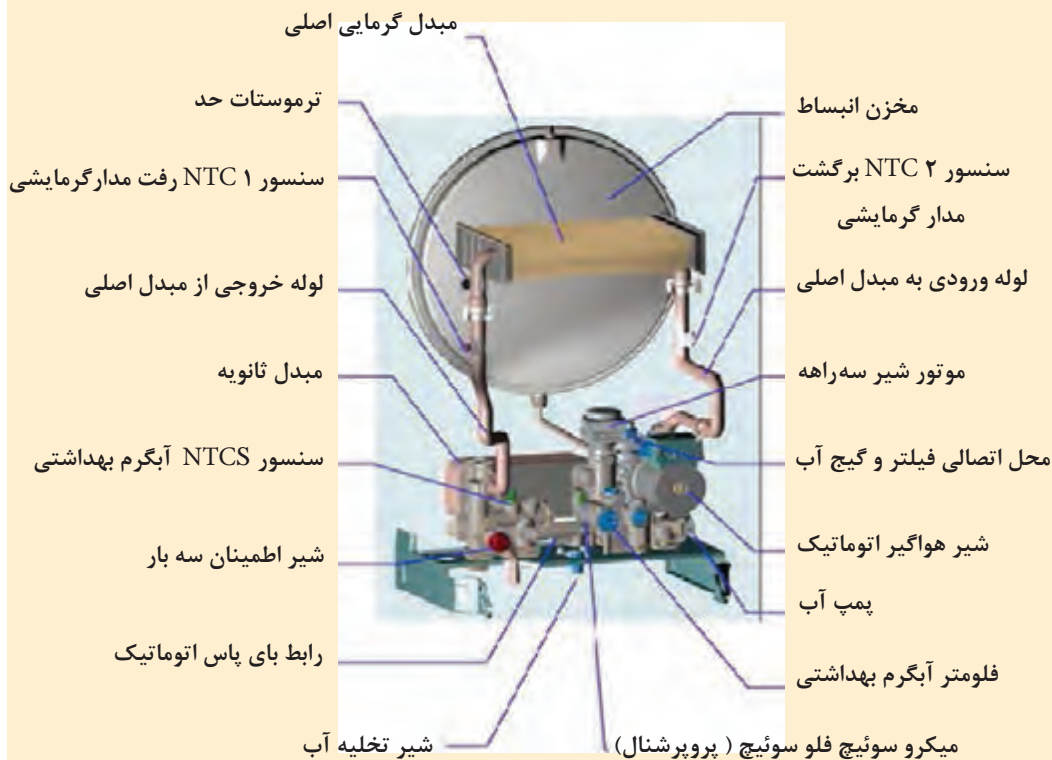 مبدل گرمایی اصلی
مخزن انبساط
سنسور NTC ۲ برگشت
مدار گرمایشی
لوله ورودی به مبدل اصلی
موتور شیر سه‌راهه
محل اتصالی فیلتر و گیج آب
شیر هواگیر اتوماتیک
پمپ آب
فلومتر آبگرم بهداشتی
میکرو سوئیچ فلو سوئیچ ( پروپرشنال)
ترموستات حد
سنسور NTC ۱ رفت مدارگرمایشی
لوله خروجی از مبدل اصلی
مبدل ثانویه
سنسور NTCS آبگرم بهداشتی
شیر اطمینان سه بار
رابط بای پاس اتوماتیک
شیر تخلیه آب